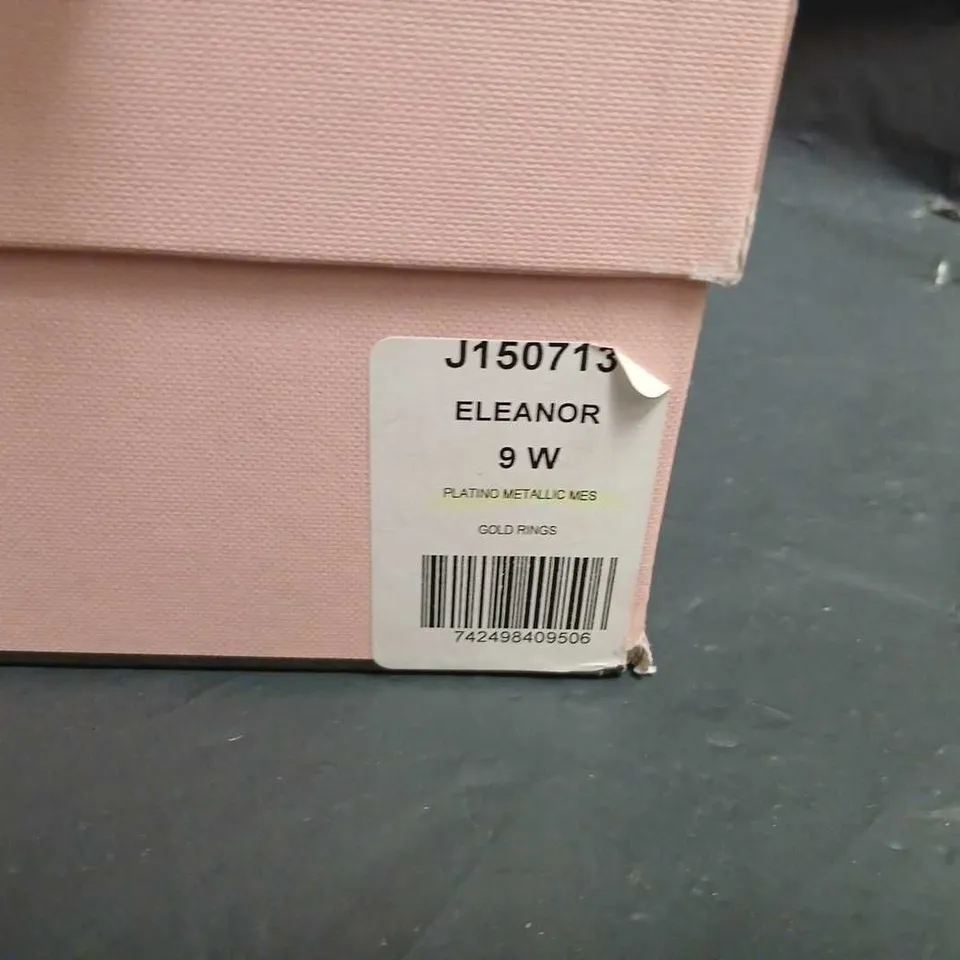 J150713
ELEANOR
9 W
PLATINO METALLIC MES
GOLD RINGS
742498409506